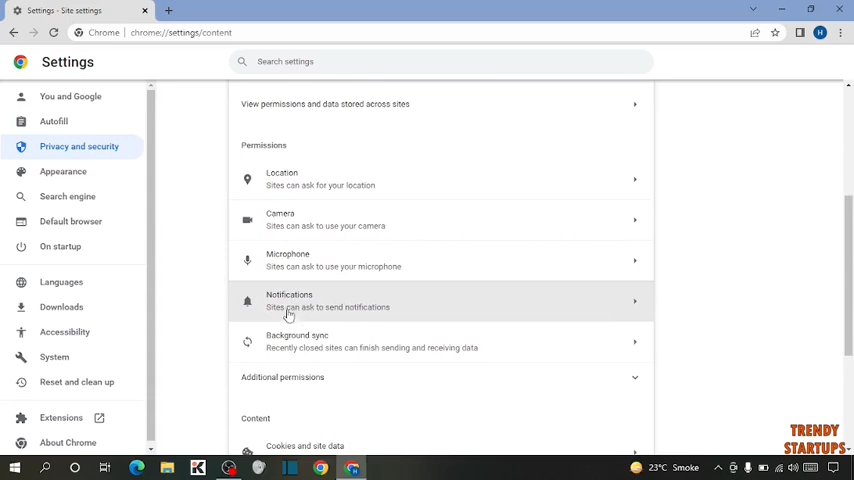 Settings - Site settings
Chrome
chrome://settings/content
H
Settings
Search settings
You and Google
Autofill
Privacy and security
Appearance
Search engine
Default browser
On startup
Languages
Downloads
Accessibility
System
Reset and clean up
Extensions
About Chrome
View permissions and data stored across sites
Permissions
Location
Sites can ask for your location
Camera
Sites can ask to use your camera
Microphone
Sites can ask to use your microphone
Notifications
Sites can ask to send notifications
Background sync
Recently closed sites can finish sending and receiving data
Additional permissions
Content
Cookies and site data
TRENDY
STARTUPS
K
23°C Smoke